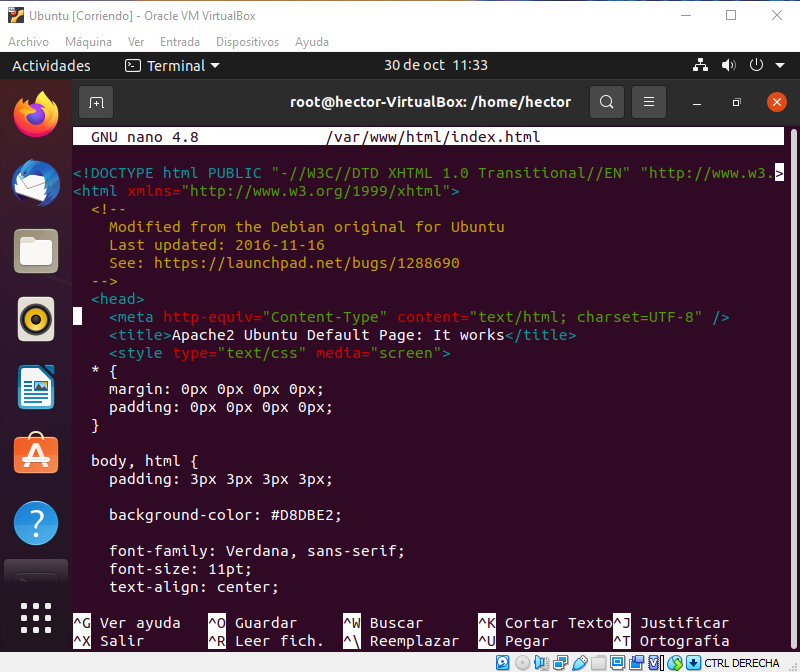 Ubuntu [Corriendo] - Oracle VM VirtualBox
Archivo Máquina Ver Entrada Dispositivos Ayuda
Actividades Terminal 30 de oct 11:33
root@hector-VirtualBox: /home/hector
GNU nano 4.8 /var/www/html/index.html
<!DOCTYPE html PUBLIC "-//W3C//DTD XHTML 1.0 Transitional//EN" "http://www.w3.>
<html xmlns="http://www.w3.org/1999/xhtml">
<!--
Modified from the Debian original for Ubuntu
Last updated: 2016-11-16
See: https://launchpad.net/bugs/1288690
-->
<head>
<meta http-equiv="Content-Type" content="text/html; charset=UTF-8" />
<title>Apache2 Ubuntu Default Page: It works</title>
<style type="text/css" media="screen">
* {
margin: 0px 0px 0px 0px;
padding: 0px 0px 0px 0px;
}
body, html {
padding: 3px 3px 3px 3px;
background-color: #D8DBE2;
font-family: Verdana, sans-serif;
font-size: 11pt;
text-align: center;
^G Ver ayuda ^O Guardar ^W Buscar ^K Cortar Texto ^J Justificar
^X Salir ^R Leer fich. ^\ Reemplazar ^U Pegar ^T Ortografía
CTRL DERECHA